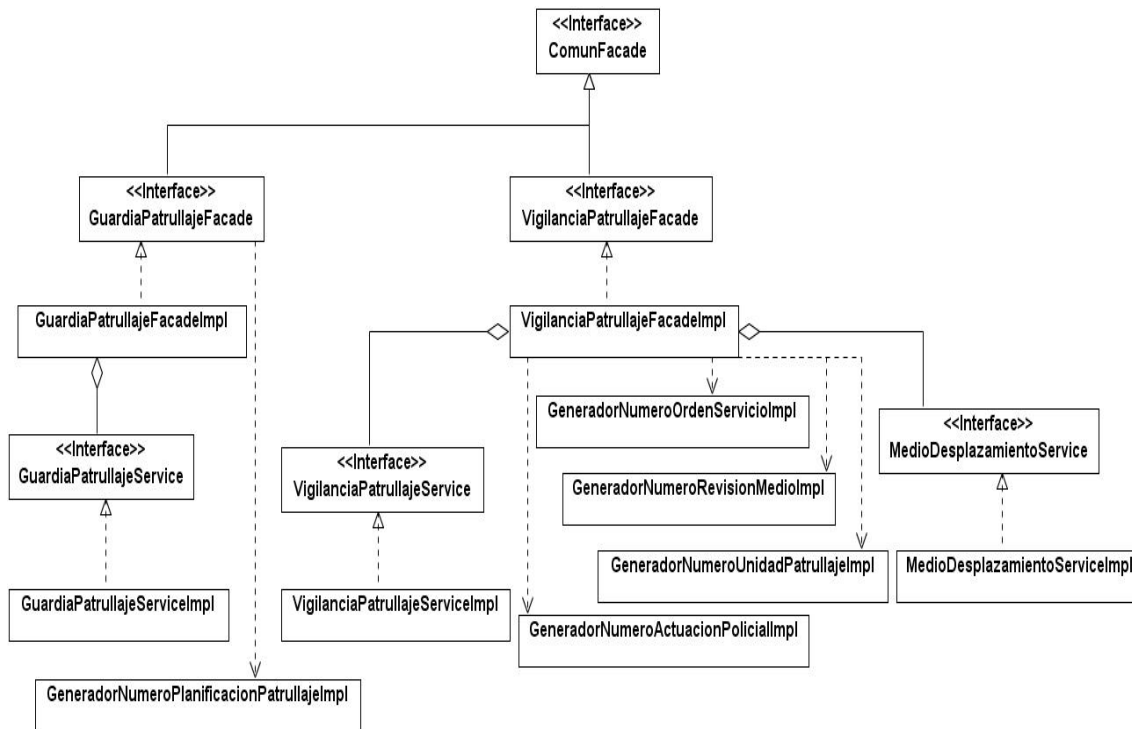 <<Interface>>
ComunFacade
<<Interface>>
GuardiaPatrullajeFacade
<<Interface>>
VigilanciaPatrullajeFacade
GuardiaPatrullajeFacadeImpl
VigilanciaPatrullajeFacadeImpl
GeneradorNumeroOrdenServicioImpl
<<Interface>>
MedioDesplazamientoService
<<Interface>>
GuardiaPatrullajeService
<<Interface>>
VigilanciaPatrullajeService
GeneradorNumeroRevisionMedioImpl
GeneradorNumeroUnidadPatrullajeImpl
MedioDesplazamientoServiceImpl
GuardiaPatrullajeServiceImpl
VigilanciaPatrullajeServiceImpl
GeneradorNumeroActuacionPolicialImpl
GeneradorNumeroPlanificacionPatrullajeImpl